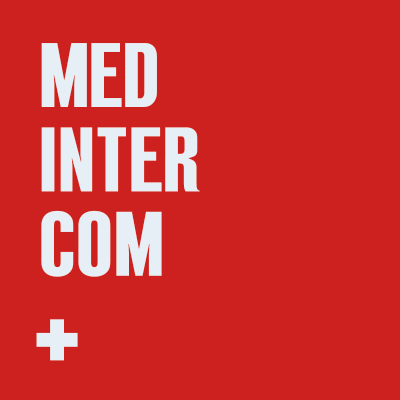 MED
INTER
COM
+